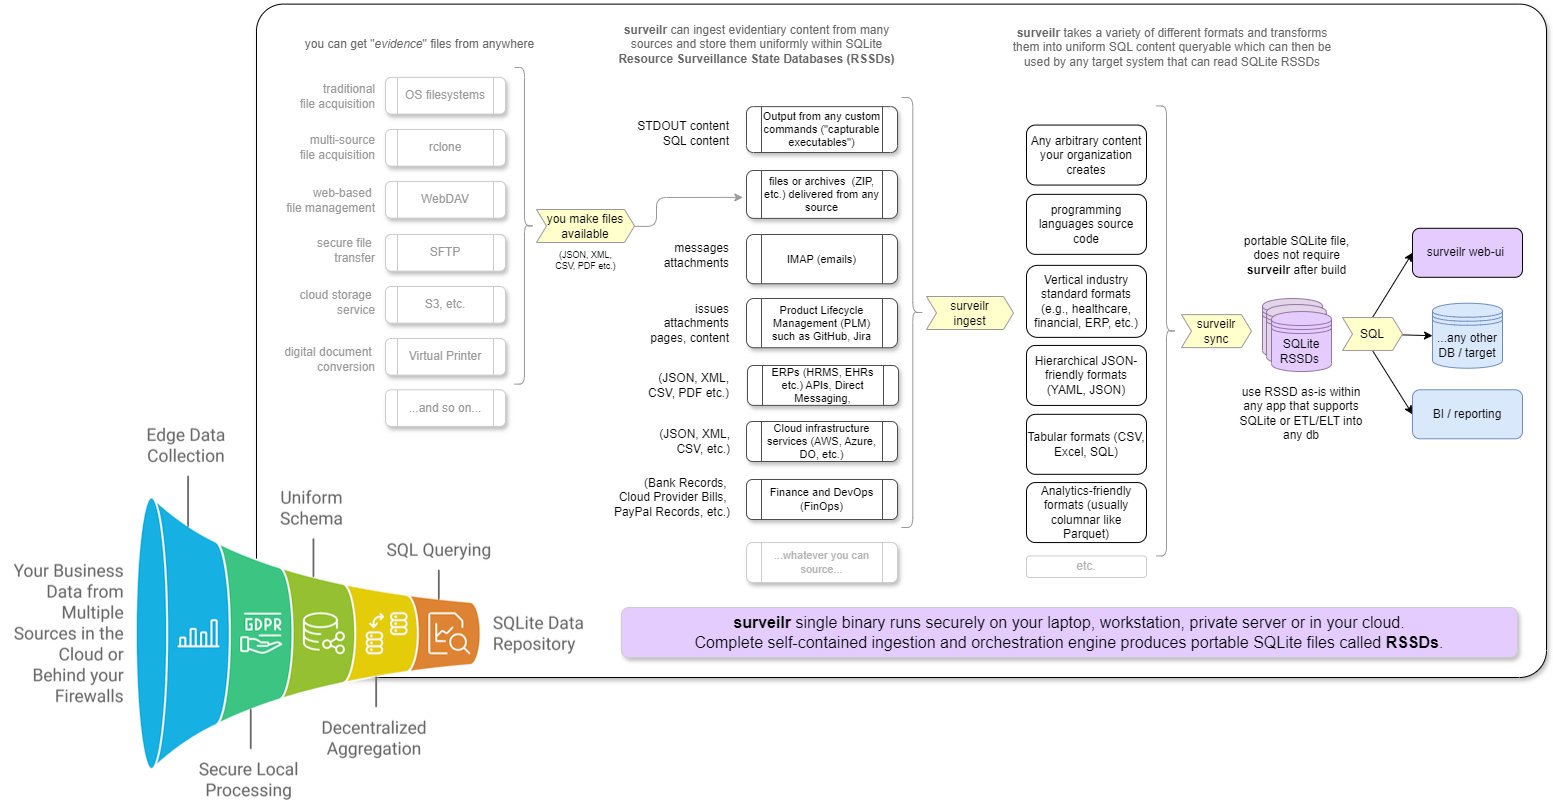 you can get "evidence" files from anywhere
traditional
file acquisition
OS filesystems
multi-source
file acquisition
rclone
web-based
file management
WebDAV
secure file
transfer
SFTP
cloud storage
service
S3, etc.
digital document
conversion
Virtual Printer
...and so on...
you make files
available
(JSON, XML,
CSV, PDF etc.)
surveilr can ingest evidentiary content from many
sources and store them uniformly within SQLite
Resource Surveillance State Databases (RSSDs)
STDOUT content
SQL content
Output from any custom
commands ("capturable
executables")
files or archives (ZIP,
etc.) delivered from any
source
messages
attachments
IMAP (emails)
issues
attachments
pages, content
Product Lifecycle
Management (PLM)
such as GitHub, Jira
(JSON, XML,
CSV, PDF etc.)
ERPs (HRMS, EHRs
etc.) APIs, Direct
Messaging,
(JSON, XML,
CSV, etc.)
Cloud infrastructure
services (AWS, Azure,
DO, etc.)
(Bank Records,
Cloud Provider Bills,
PayPal Records, etc.)
Finance and DevOps
(FinOps)
...whatever you can
source...
surveilr
ingest
surveilr takes a variety of different formats and transforms
them into uniform SQL content queryable which can then be
used by any target system that can read SQLite RSSDs
Any arbitrary content
your organization
creates
programming
languages source
code
Vertical industry
standard formats
(e.g., healthcare,
financial, ERP, etc.)
Hierarchical JSON-
friendly formats
(YAML, JSON)
Tabular formats (CSV,
Excel, SQL)
Analytics-friendly
formats (usually
columnar like
Parquet)
etc.
surveilr
sync
portable SQLite file,
does not require
surveilr after build
SQLite
RSSDs
use RSSD as-is within
any app that supports
SQLite or ETL/ELT into
any db
SQL
surveilr web-ui
...any other
DB / target
BI / reporting
surveilr single binary runs securely on your laptop, workstation, private server or in your cloud.
Complete self-contained ingestion and orchestration engine produces portable SQLite files called RSSDs.
Your Business
Data from
Multiple
Sources in the
Cloud or
Behind your
Firewalls
Edge Data
Collection
GDPR
Secure Local
Processing
Uniform
Schema
Decentralized
Aggregation
SQL Querying
SQLite Data
Repository